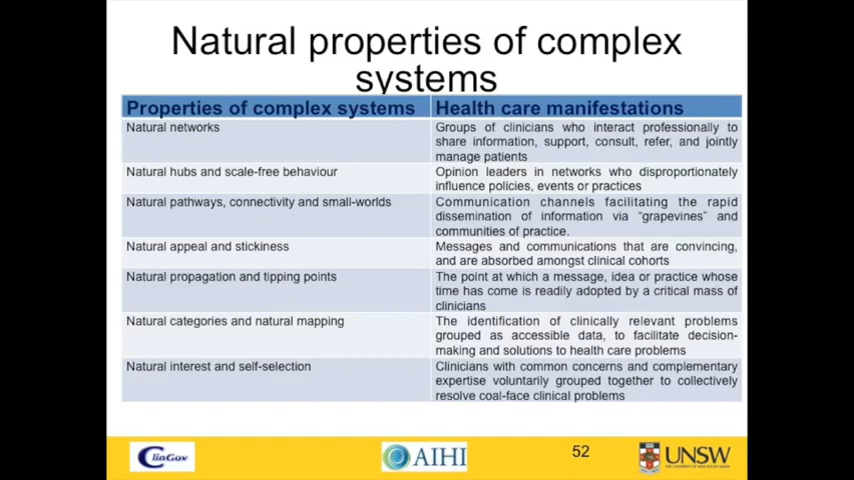 Natural properties of complex
systems
Properties of complex systems
Health care manifestations
Natural networks
Groups of clinicians who interact professionally to
share information, support, consult, refer, and jointly
manage patients
Natural hubs and scale-free behaviour
Opinion leaders in networks who disproportionately
influence policies, events or practices
Natural pathways, connectivity and small-worlds
Communication channels facilitating the rapid
dissemination of information via “grapevines” and
communities of practice.
Natural appeal and stickiness
Messages and communications that are convincing,
and are absorbed amongst clinical cohorts
Natural propagation and tipping points
The point at which a message, idea or practice whose
time has come is readily adopted by a critical mass of
clinicians
Natural categories and natural mapping
The identification of clinically relevant problems
grouped as accessible data, to facilitate decision-
making and solutions to health care problems
Natural interest and self-selection
Clinicians with common concerns and complementary
expertise voluntarily grouped together to collectively
resolve coal-face clinical problems
ClinGov
AIHI
52
UNSW